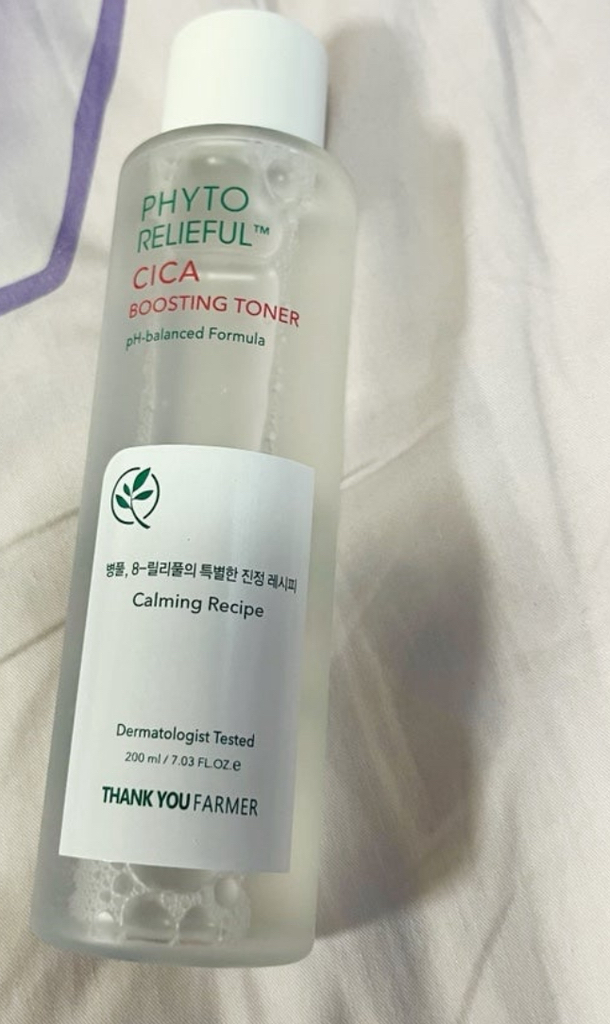 PHYTO
RELIEFUL™
CICA
BOOSTING TONER
pH-balanced Formula
병풀, 8-릴리풀의 특별한 진정 레시피
Calming Recipe
Dermatologist Tested
200 ml / 7.03 FL.OZ.e
THANK YOU FARMER